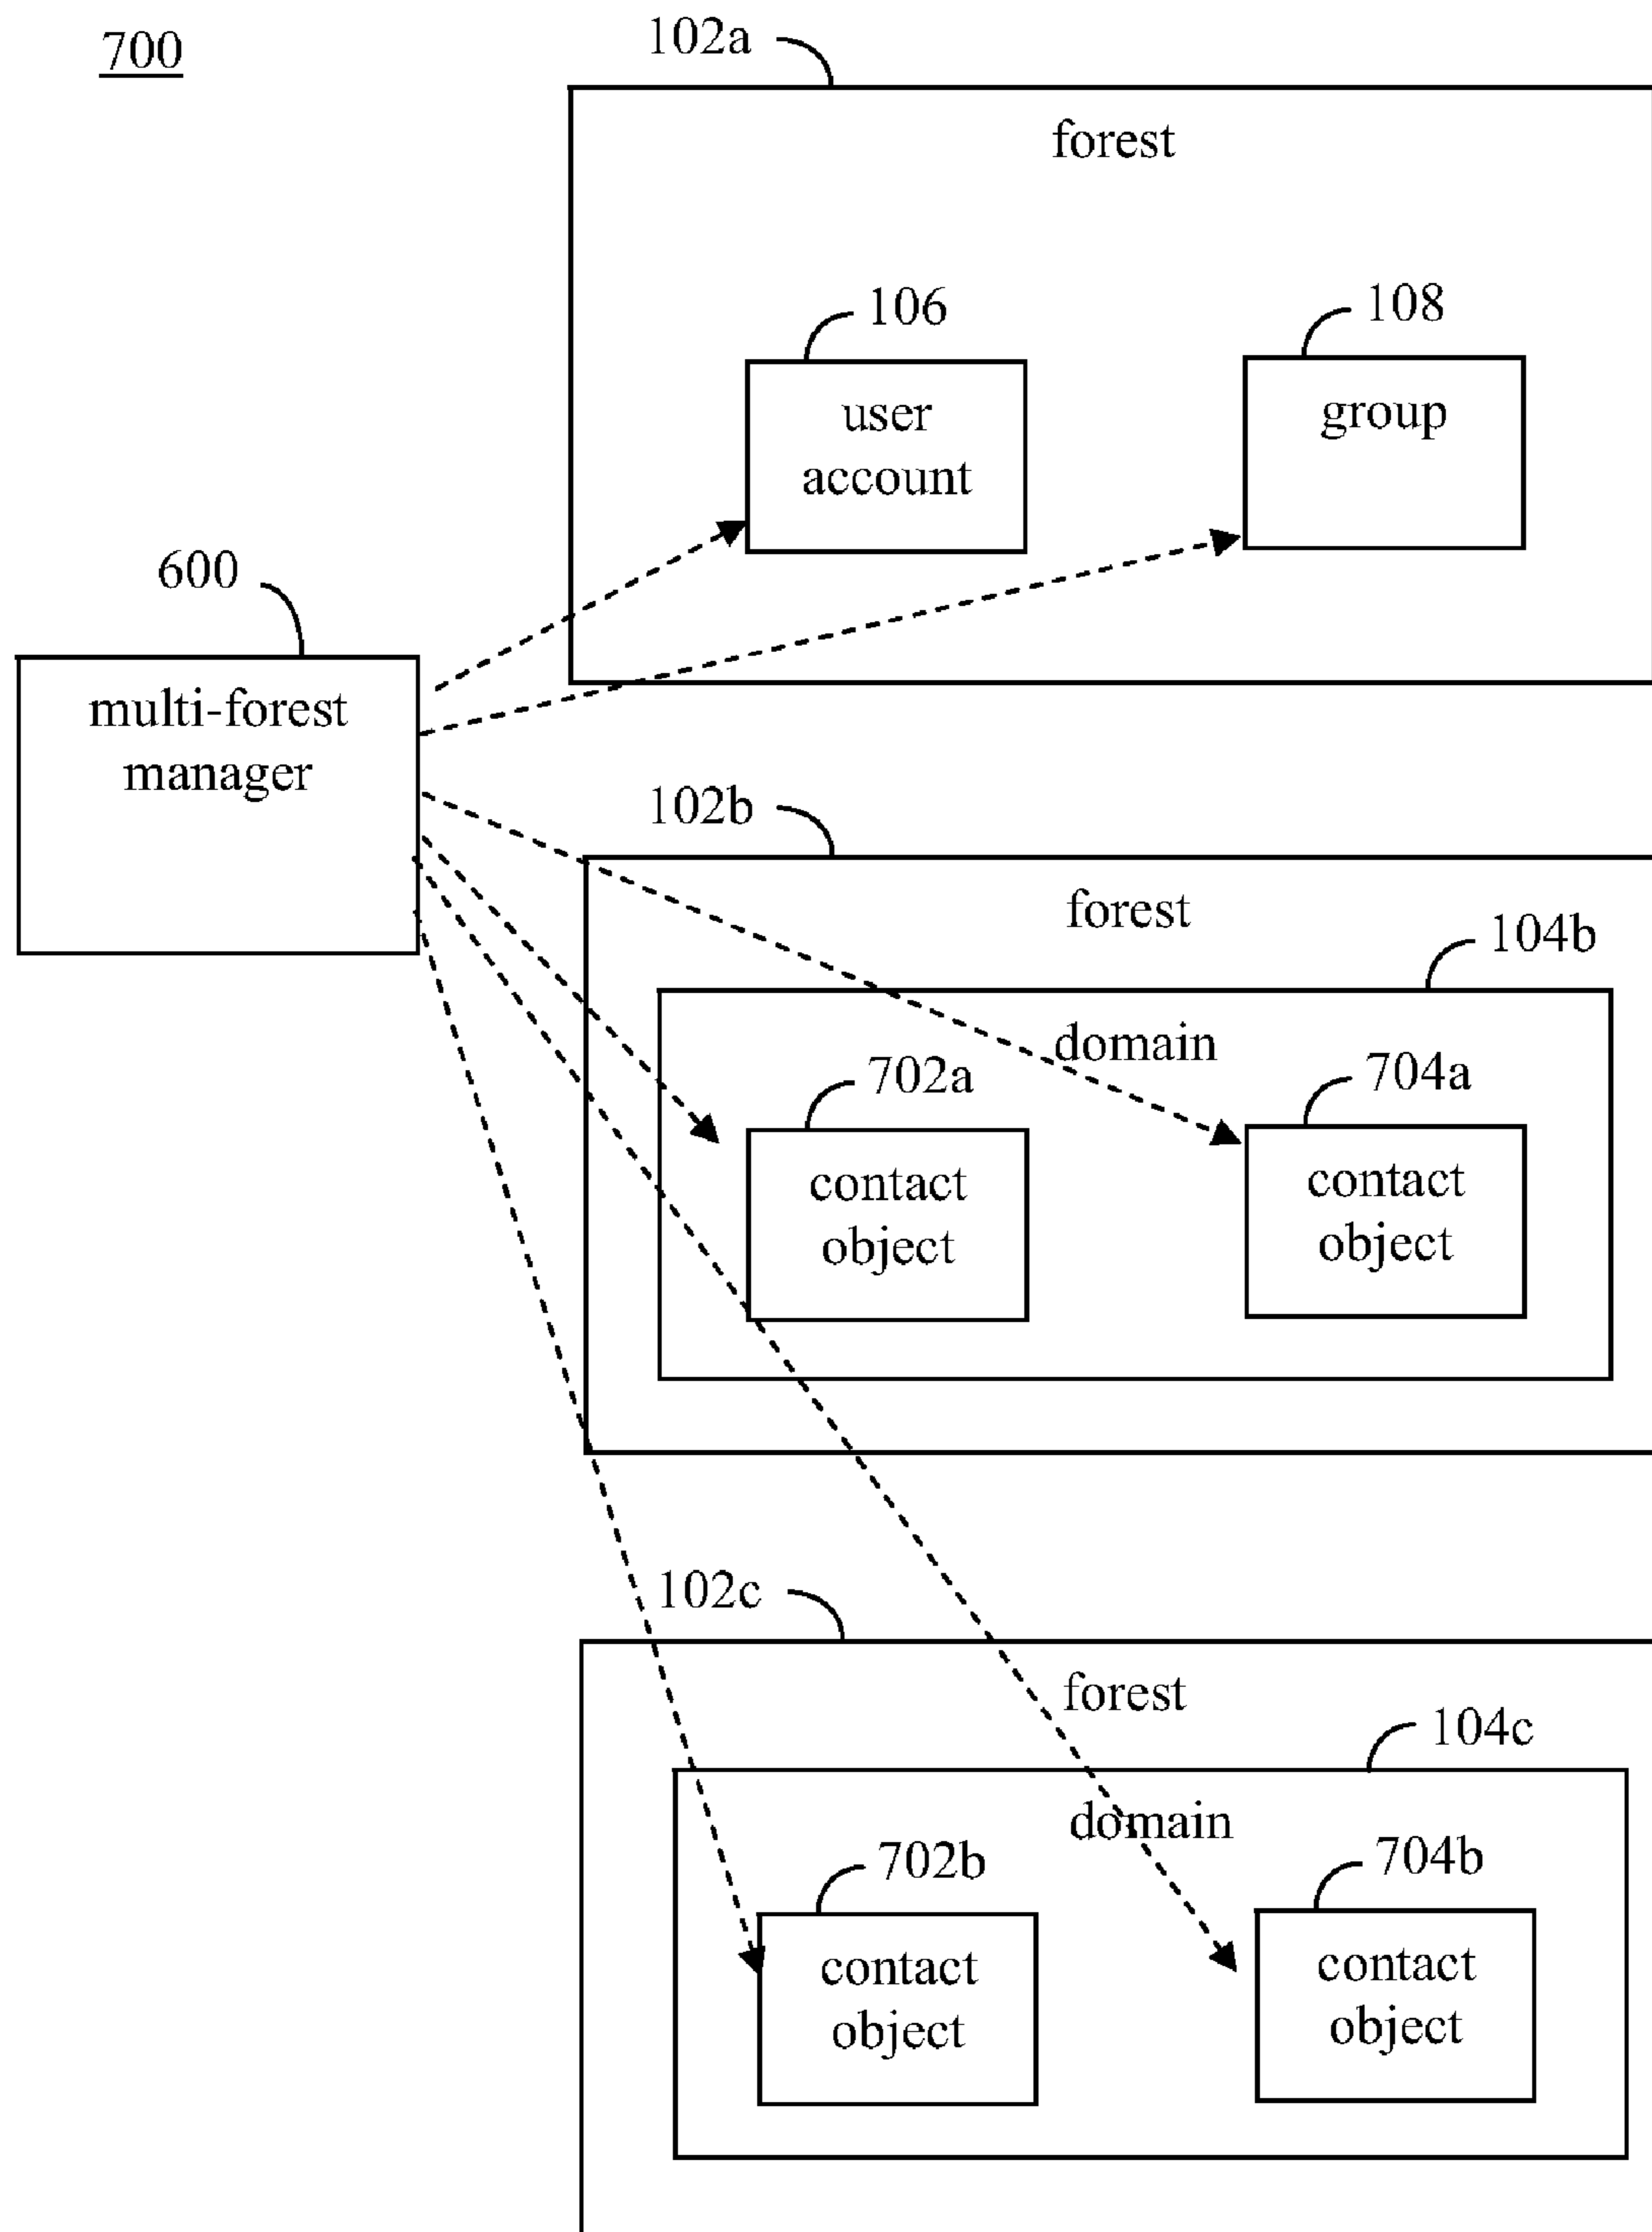 700
102a
forest
106
108
user
account
group
600
multi-forest
manager
102b
forest
104b
domain
702a
704a
contact
object
contact
object
102c
forest
104c
domain
702b
704b
contact
object
contact
object